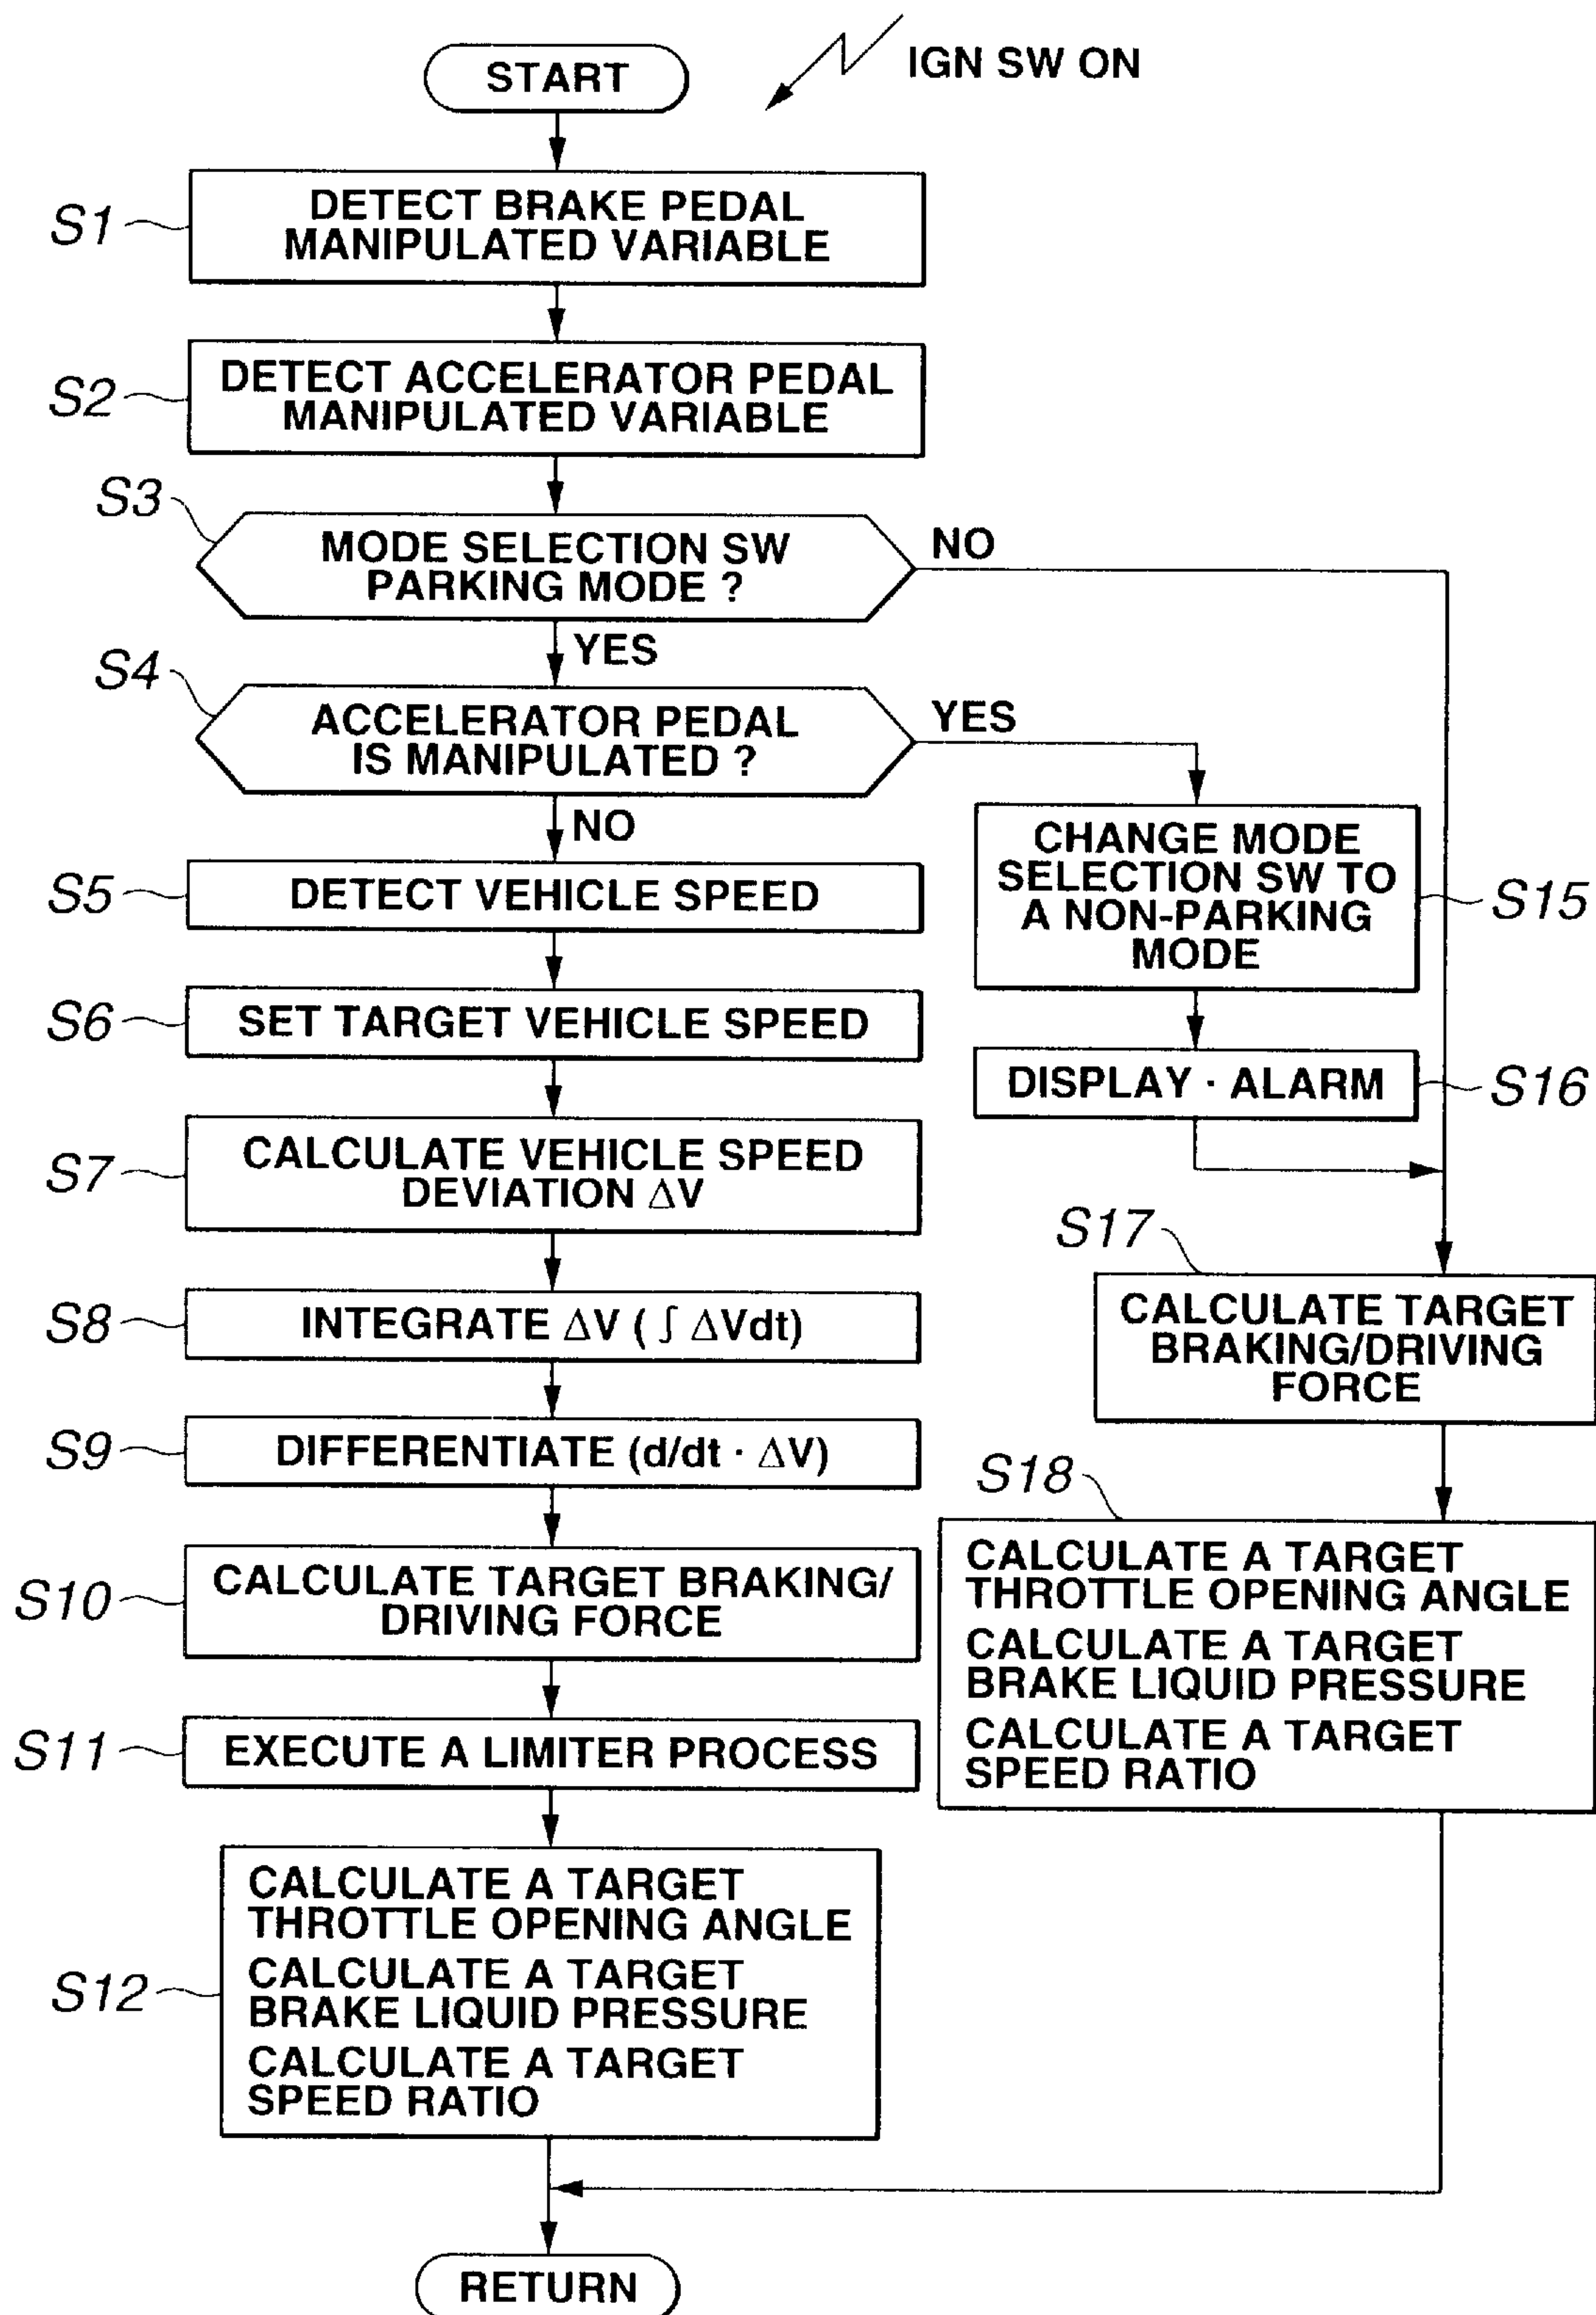 START
IGN SW ON
S1
DETECT BRAKE PEDAL
MANIPULATED VARIABLE
S2
DETECT ACCELERATOR PEDAL
MANIPULATED VARIABLE
S3
MODE SELECTION SW
PARKING MODE ?
NO
YES
S4
ACCELERATOR PEDAL
IS MANIPULATED ?
YES
NO
CHANGE MODE
SELECTION SW TO
A NON-PARKING
MODE
S15
S5
DETECT VEHICLE SPEED
S6
SET TARGET VEHICLE SPEED
DISPLAY · ALARM
S16
S7
CALCULATE VEHICLE SPEED
DEVIATION ΔV
S17
CALCULATE TARGET
BRAKING/DRIVING
FORCE
S8
INTEGRATE ΔV ( ∫ ΔVdt)
S9
DIFFERENTIATE (d/dt · ΔV)
S18
CALCULATE A TARGET
THROTTLE OPENING ANGLE
CALCULATE A TARGET
BRAKE LIQUID PRESSURE
CALCULATE A TARGET
SPEED RATIO
S10
CALCULATE TARGET BRAKING/
DRIVING FORCE
S11
EXECUTE A LIMITER PROCESS
S12
CALCULATE A TARGET
THROTTLE OPENING ANGLE
CALCULATE A TARGET
BRAKE LIQUID PRESSURE
CALCULATE A TARGET
SPEED RATIO
RETURN